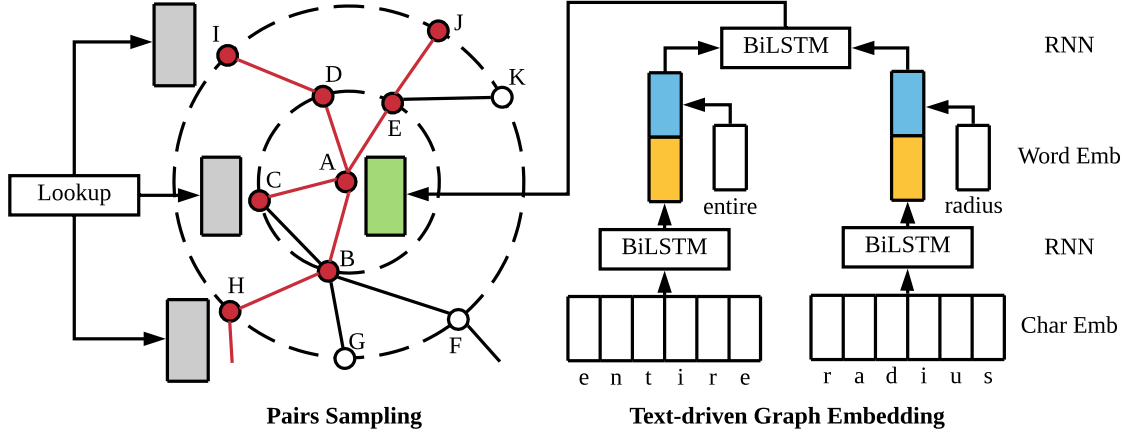 I
J
D
K
E
A
C
Lookup
B
H
G
F
Pairs Sampling
BiLSTM
RNN
Word Emb
entire
radius
BiLSTM
BiLSTM
RNN
Char Emb
e n t i r e
r a d i u s
Text-driven Graph Embedding